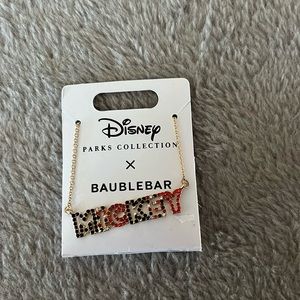 Disney
PARKS COLLECTION
×
BAUBLEBAR
MICKEY